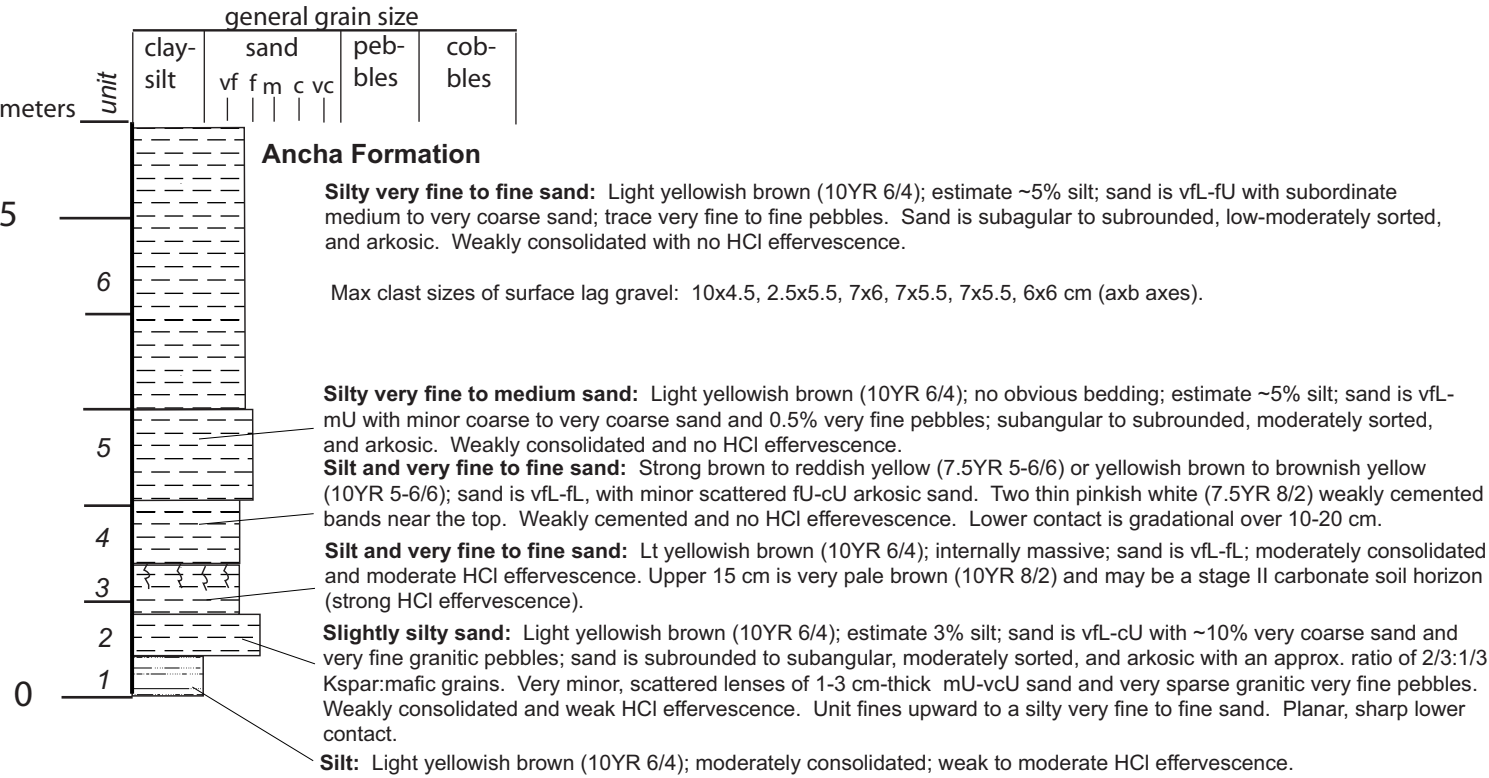 general grain size
clay-
silt
sand
vf f m c vc
peb-
bles
cob-
bles
meters
unit
Ancha Formation
Silty very fine to fine sand: Light yellowish brown (10YR 6/4); estimate ~5% silt; sand is vfL-fU with subordinate
medium to very coarse sand; trace very fine to fine pebbles. Sand is subagular to subrounded, low-moderately sorted,
and arkosic. Weakly consolidated with no HCl effervescence.
5
6
Max clast sizes of surface lag gravel: 10x4.5, 2.5x5.5, 7x6, 7x5.5, 7x5.5, 6x6 cm (axb axes).
Silty very fine to medium sand: Light yellowish brown (10YR 6/4); no obvious bedding; estimate ~5% silt; sand is vfL-
mU with minor coarse to very coarse sand and 0.5% very fine pebbles; subangular to subrounded, moderately sorted,
and arkosic. Weakly consolidated and no HCl effervescence.
5
Silt and very fine to fine sand: Strong brown to reddish yellow (7.5YR 5-6/6) or yellowish brown to brownish yellow
(10YR 5-6/6); sand is vfL-fL, with minor scattered fU-cU arkosic sand. Two thin pinkish white (7.5YR 8/2) weakly cemented
bands near the top. Weakly cemented and no HCl efferevescence. Lower contact is gradational over 10-20 cm.
4
Silt and very fine to fine sand: Lt yellowish brown (10YR 6/4); internally massive; sand is vfL-fL; moderately consolidated
and moderate HCl effervescence. Upper 15 cm is very pale brown (10YR 8/2) and may be a stage II carbonate soil horizon
(strong HCl effervescence).
3
Slightly silty sand: Light yellowish brown (10YR 6/4); estimate 3% silt; sand is vfL-cU with ~10% very coarse sand and
very fine granitic pebbles; sand is subrounded to subangular, moderately sorted, and arkosic with an approx. ratio of 2/3:1/3
Kspar:mafic grains. Very minor, scattered lenses of 1-3 cm-thick mU-vcU sand and very sparse granitic very fine pebbles.
Weakly consolidated and weak HCl effervescence. Unit fines upward to a silty very fine to fine sand. Planar, sharp lower
contact.
2
1
0
Silt: Light yellowish brown (10YR 6/4); moderately consolidated; weak to moderate HCl effervescence.